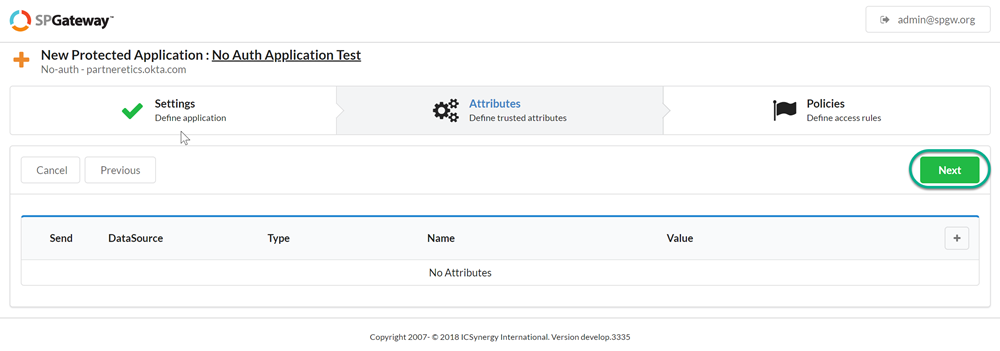 SPGateway™
admin@spgw.org
New Protected Application : No Auth Application Test
No-auth - partneretics.okta.com
Settings
Define application
Attributes
Define trusted attributes
Policies
Define access rules
Cancel
Previous
Next
Send DataSource Type Name Value +
No Attributes
Copyright 2007- © 2018 ICSynergy International. Version develop.3335